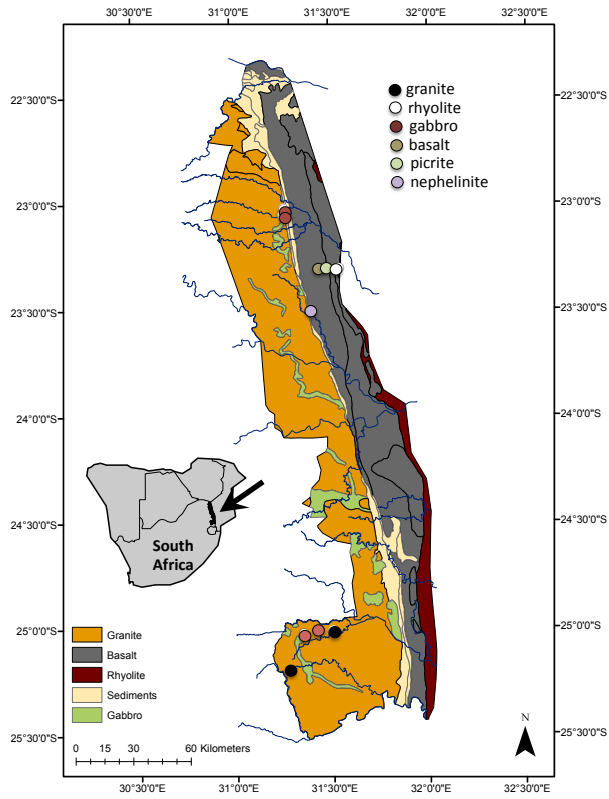 30°30'0"E 31°0'0"E 31°30'0"E 32°0'0"E 32°30'0"E
22°30'0"S
23°0'0"S
23°30'0"S
24°0'0"S
24°30'0"S
25°0'0"S
25°30'0"S
22°30'0"S
23°0'0"S
23°30'0"S
24°0'0"S
24°30'0"S
25°0'0"S
25°30'0"S
granite
rhyolite
gabbro
basalt
picrite
nephelinite
South
Africa
Granite
Basalt
Rhyolite
Sediments
Gabbro
0 15 30 60 Kilometers
N
30°30'0"E 31°0'0"E 31°30'0"E 32°0'0"E 32°30'0"E